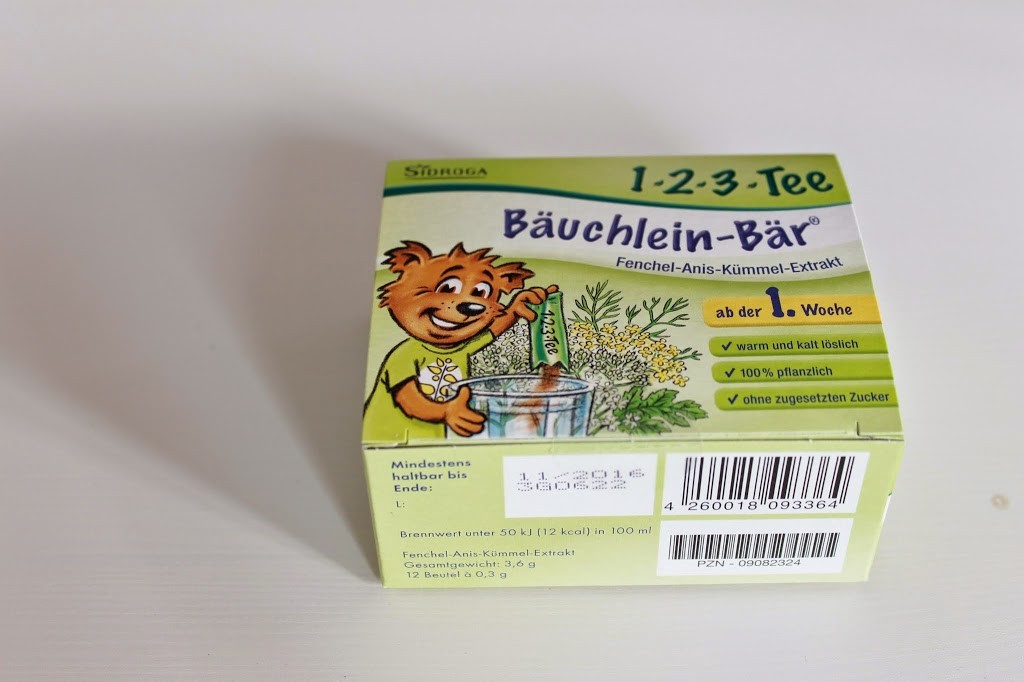 SIDROGA
1-2-3-Tee
Bäuchlein-Bär®
Fenchel-Anis-Kümmel-Extrakt
ab der 1. Woche
✓ warm und kalt löslich
✓ 100% pflanzlich
✓ ohne zugesetzten Zucker
1-2-3-Tee
Mindestens
haltbar bis
Ende:
L:
11/2016
3G0622
4 260018 093364
Brennwert unter 50 kJ (12 kcal) in 100 ml
Fenchel-Anis-Kümmel-Extrakt
Gesamtgewicht: 3,6 g
12 Beutel à 0,3 g
PZN - 09082324